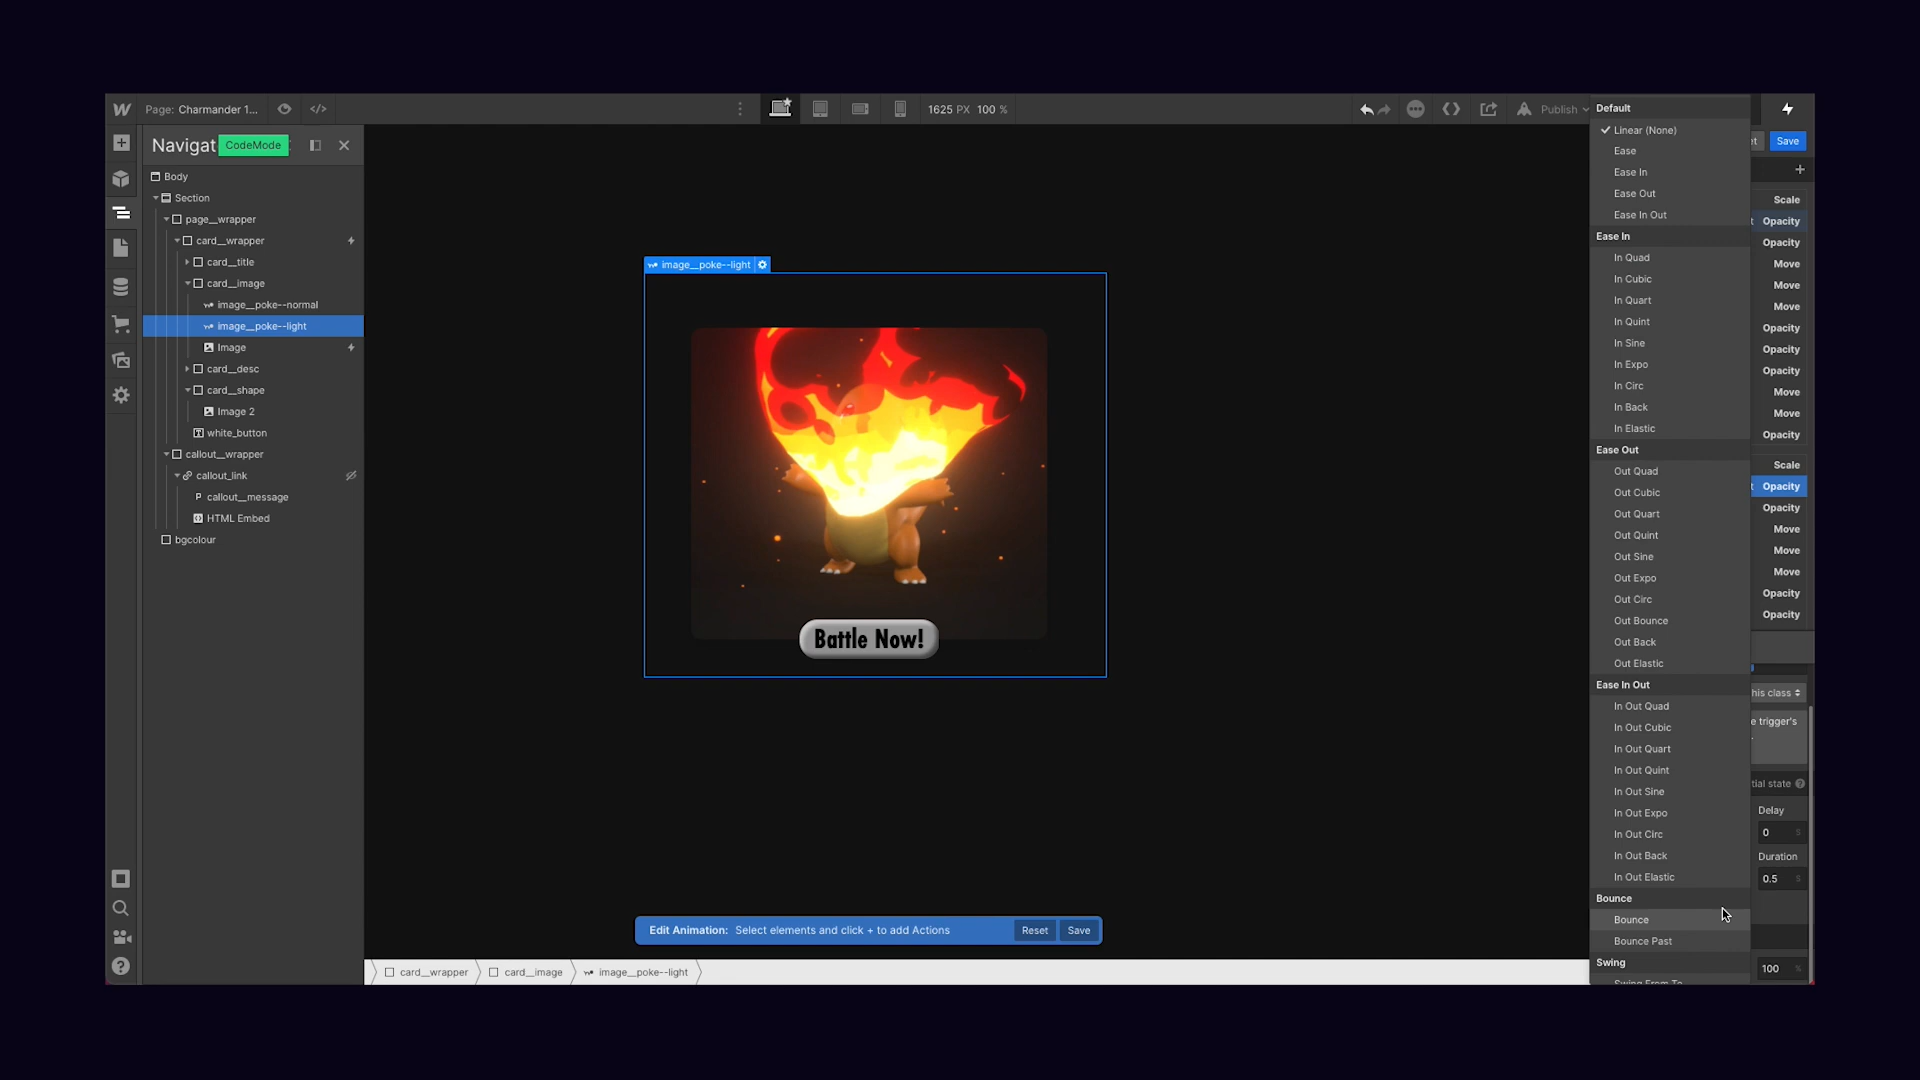 Page: Charmander 1...
1625 PX 100 %
Publish
Navigat
CodeMode
Save
Body
Section
page__wrapper
card__wrapper
card__title
card__image
image__poke--normal
image__poke--light
Image
card__desc
card__shape
Image 2
white_button
callout__wrapper
callout_link
callout__message
HTML Embed
bgcolour
image__poke--light
Battle Now!
Edit Animation: Select elements and click + to add Actions
Reset
Save
card__wrapper
card__image
image__poke--light
Default
Linear (None)
Ease
Ease In
Ease Out
Ease In Out
Ease In
In Quad
In Cubic
In Quart
In Quint
In Sine
In Expo
In Circ
In Back
In Elastic
Ease Out
Out Quad
Out Cubic
Out Quart
Out Quint
Out Sine
Out Expo
Out Circ
Out Bounce
Out Back
Out Elastic
Ease In Out
In Out Quad
In Out Cubic
In Out Quart
In Out Quint
In Out Sine
In Out Expo
In Out Circ
In Out Back
In Out Elastic
Bounce
Bounce
Bounce Past
Swing
Swing From To
Scale
Opacity
Opacity
Move
Move
Move
Opacity
Opacity
Opacity
Move
Move
Opacity
Scale
Opacity
Opacity
Move
Move
Move
Opacity
Opacity
his class
e trigger's
tial state
Delay
0 S
Duration
0.5 S
100 %